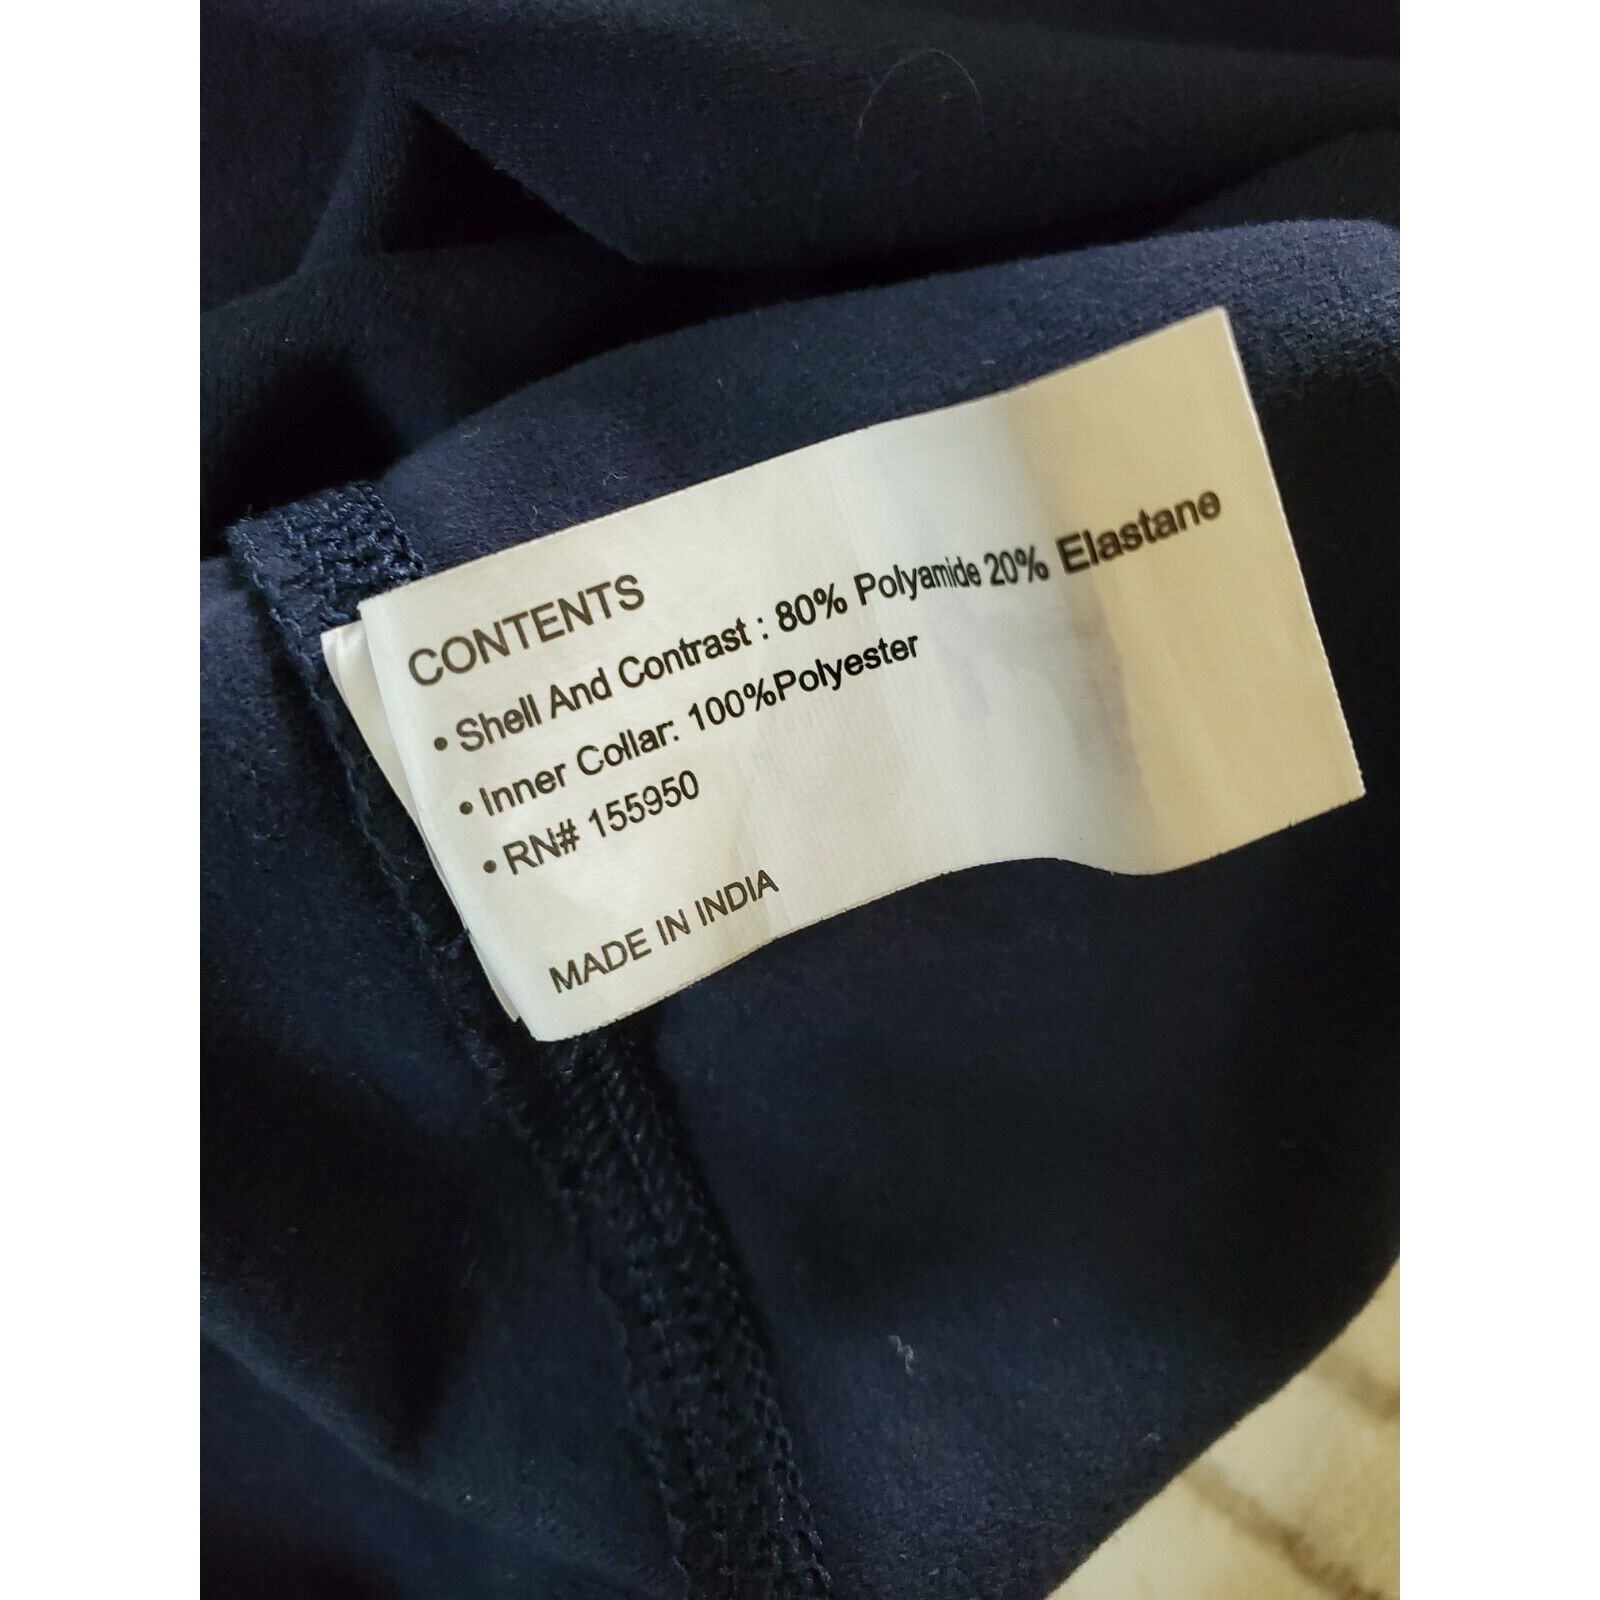 CONTENTS
• Shell And Contrast : 80% Polyamide 20% Elastane
• Inner Collar: 100%Polyester
• RN# 155950
MADE IN INDIA